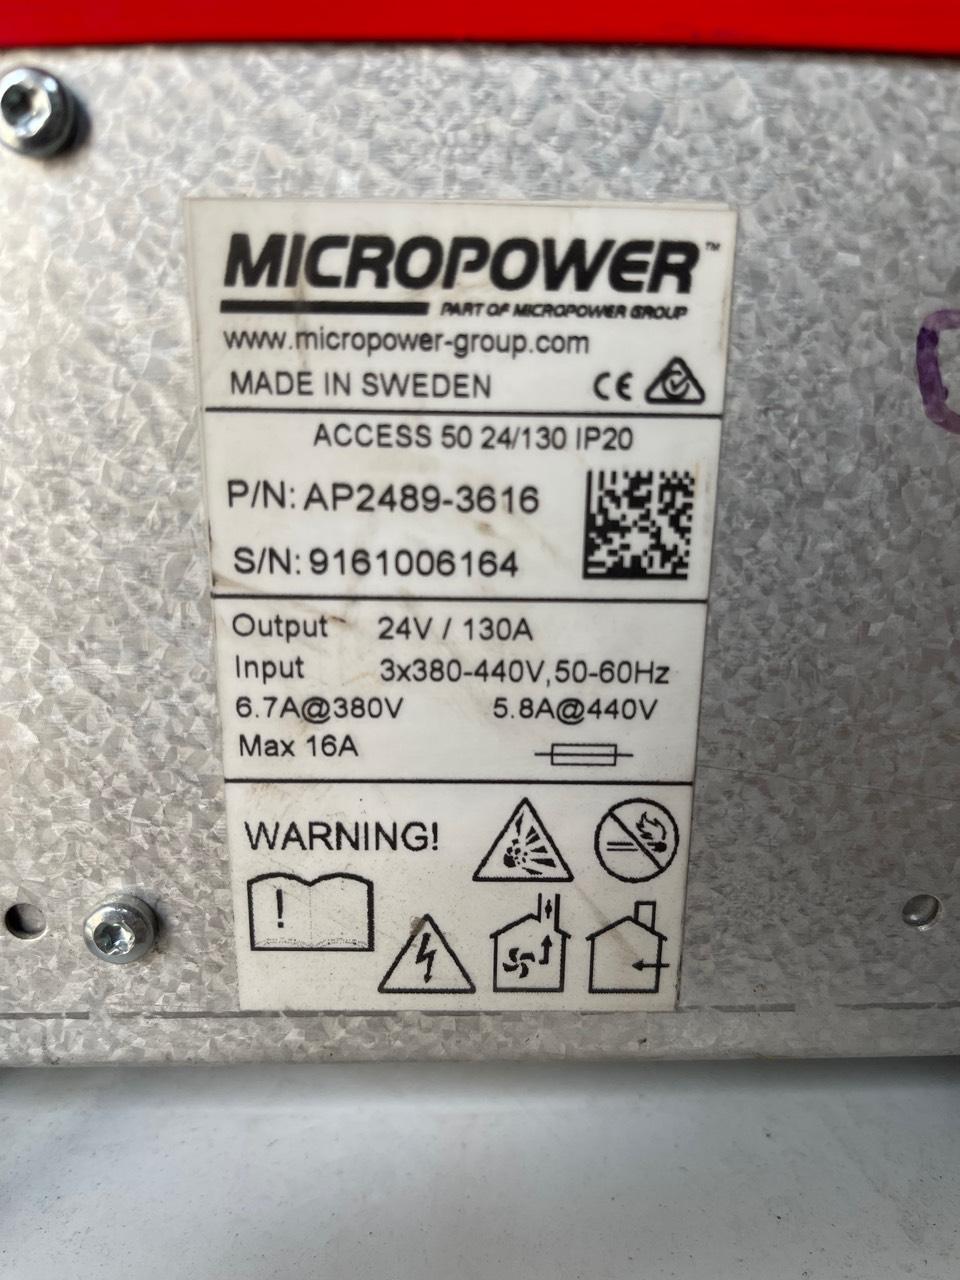 MICROPOWER™
PART OF MICROPOWER GROUP
www.micropower-group.com
MADE IN SWEDEN CE
ACCESS 50 24/130 IP20
P/N: AP2489-3616
S/N: 9161006164
Output 24V / 130A
Input 3x380-440V,50-60Hz
6.7A@380V 5.8A@440V
Max 16A
WARNING!
!